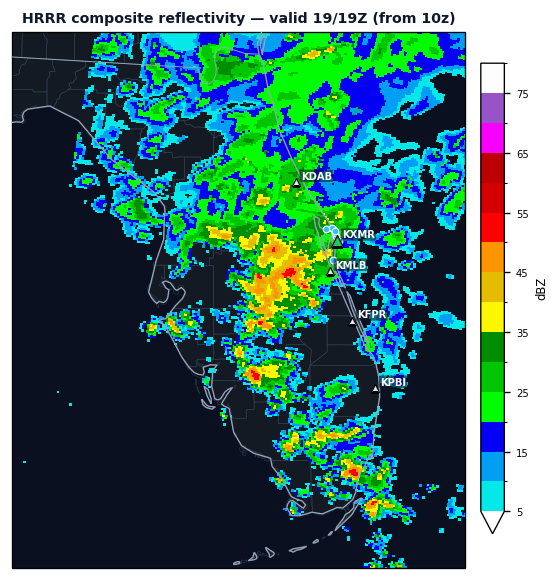 HRRR composite reflectivity — valid 19/19Z (from 10z)
KDAB
KXMR
KMLB
KFPR
KPBI
75
65
55
45
35
25
15
5
dBZ